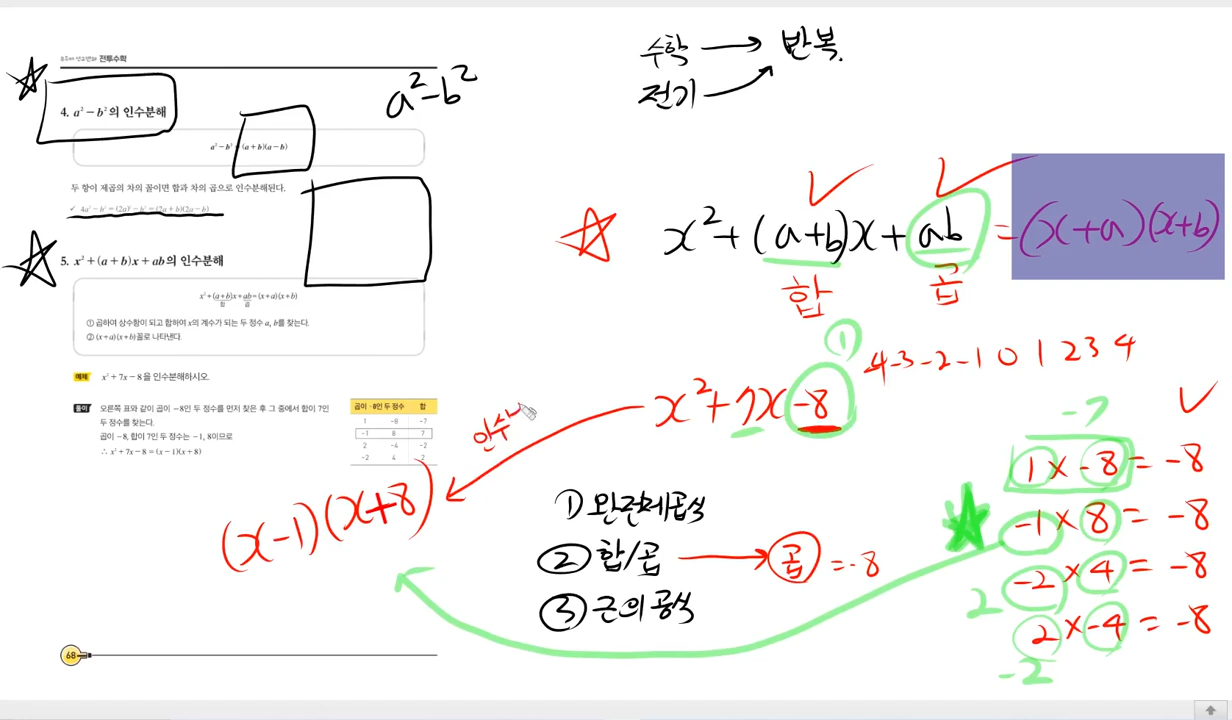 전투수학
4. a² − b²의 인수분해
a² − b² = (a+b)(a−b)
두 항이 제곱의 차의 꼴이면 합과 차의 곱으로 인수분해된다.
✓ 4a² − b² = (2a)² − b² = (2a+b)(2a−b)
5. x² + (a+b)x + ab의 인수분해
x² + (a+b)x + ab = (x+a)(x+b)
합 곱
① 곱하여 상수항이 되고 합하여 x의 계수가 되는 두 정수 a, b를 찾는다.
② (x+a)(x+b)꼴로 나타낸다.
예제 x² + 7x − 8을 인수분해하시오.
풀이 오른쪽 표와 같이 곱이 −8인 두 정수를 먼저 찾은 후 그 중에서 합이 7인
두 정수를 찾는다.
곱이 −8, 합이 7인 두 정수는 −1, 8이므로
∴ x² + 7x − 8 = (x−1)(x+8)
곱이 −8인 두 정수 합
1 −8 −7
−1 8 7
2 −4 −2
−2 4 2
68
a²−b²
수학 → 반복.
전기
x²+(a+b)x+ab=(x+a)(x+b)
합 곱
①
4 -3 -2 -1 0 1 2 3 4
x²+7x-8
인수
(x-1)(x+8)
① 완전제곱식
② 합/곱 → 곱 = -8
③ 근의 공식
-7
1 × -8 = -8
-1 × 8 = -8
-2 × 4 = -8
2
2 × -4 = -8
-2